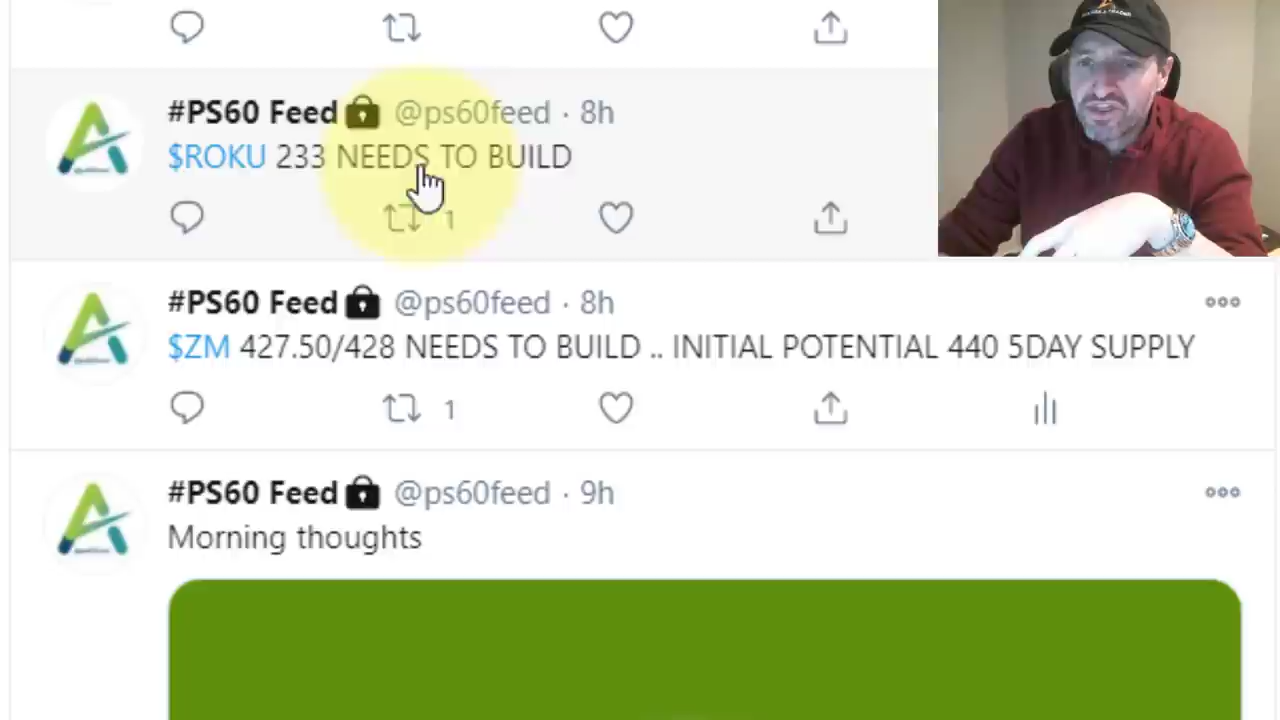 #PS60 Feed @ps60feed · 8h
$ROKU 233 NEEDS TO BUILD
1
#PS60 Feed @ps60feed · 8h
$ZM 427.50/428 NEEDS TO BUILD .. INITIAL POTENTIAL 440 5DAY SUPPLY
1
#PS60 Feed @ps60feed · 9h
Morning thoughts